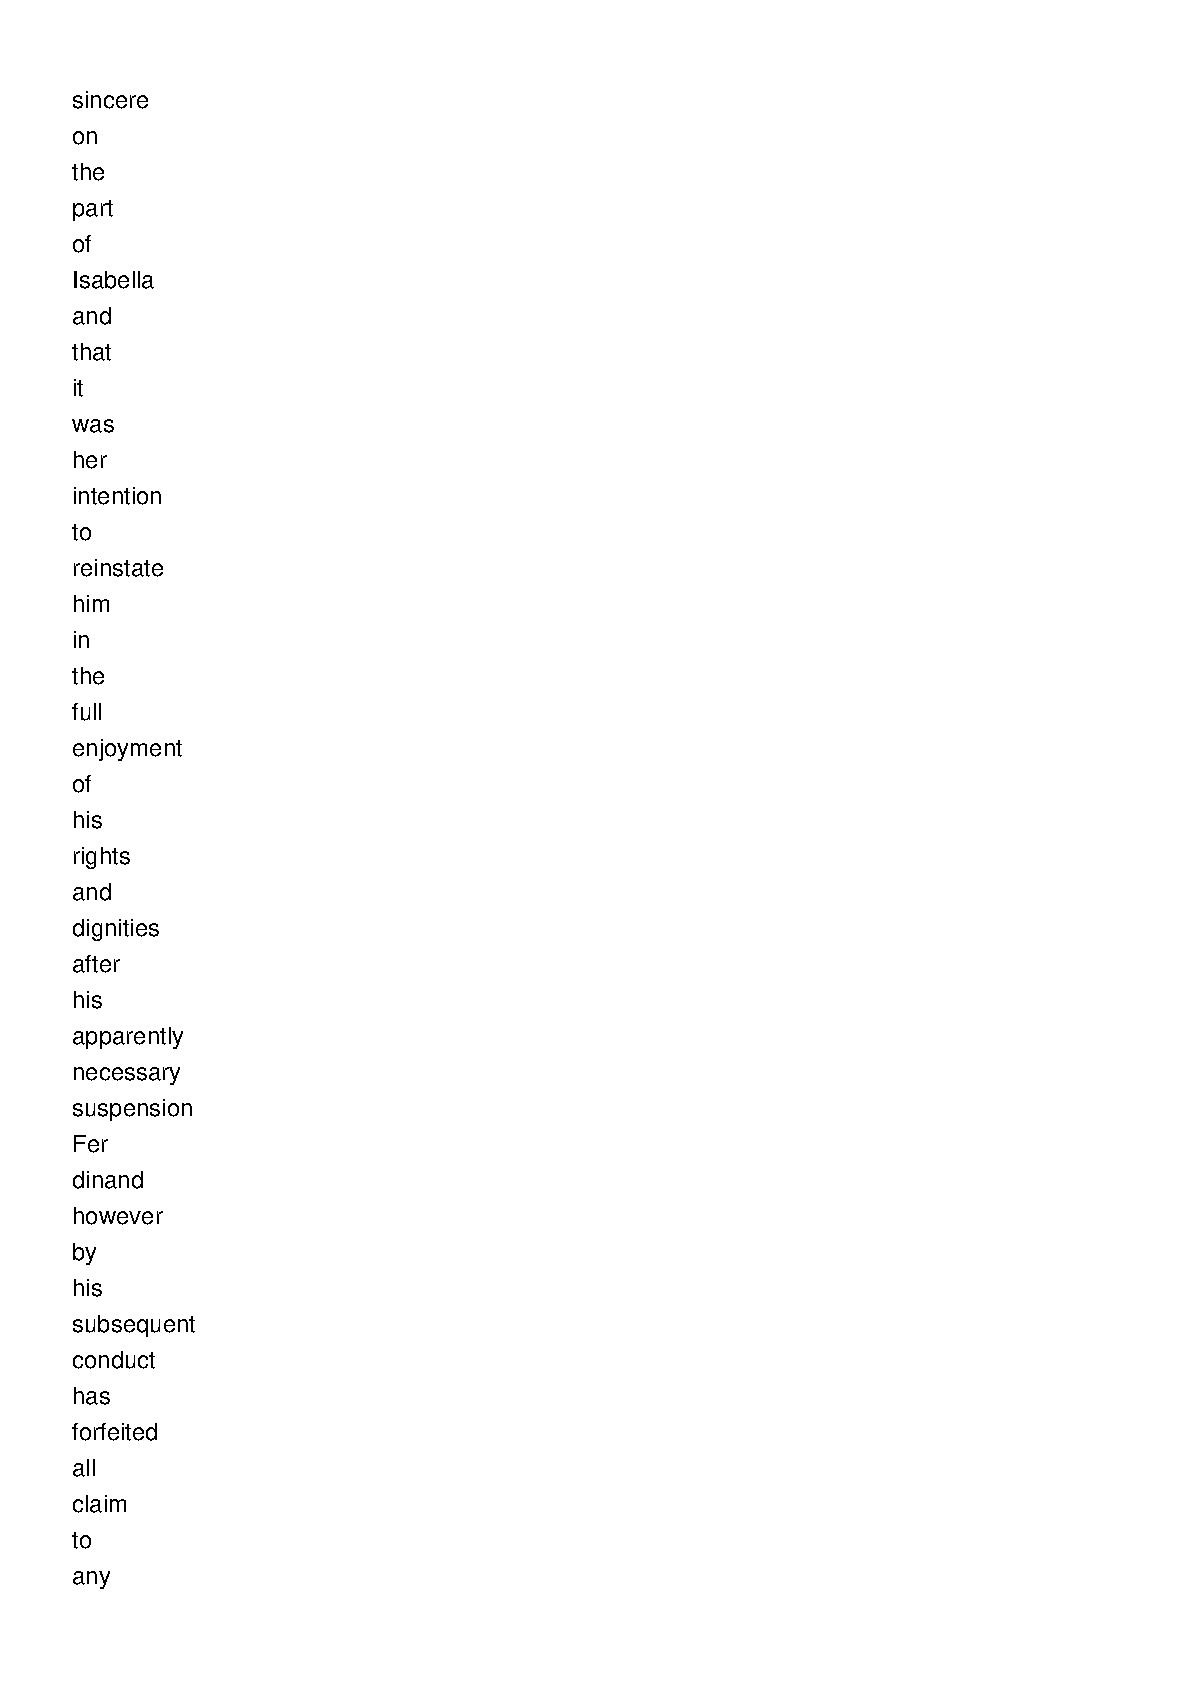 sincere
on
the
part
of
Isabella
and
that
it
was
her
intention
to
reinstate
him
in
the
full
enjoyment
of
his
rights
and
dignities
after
his
apparently
necessary
suspension
Fer
dinand
however
by
his
subsequent
conduct
has
forfeited
all
claim
to
any